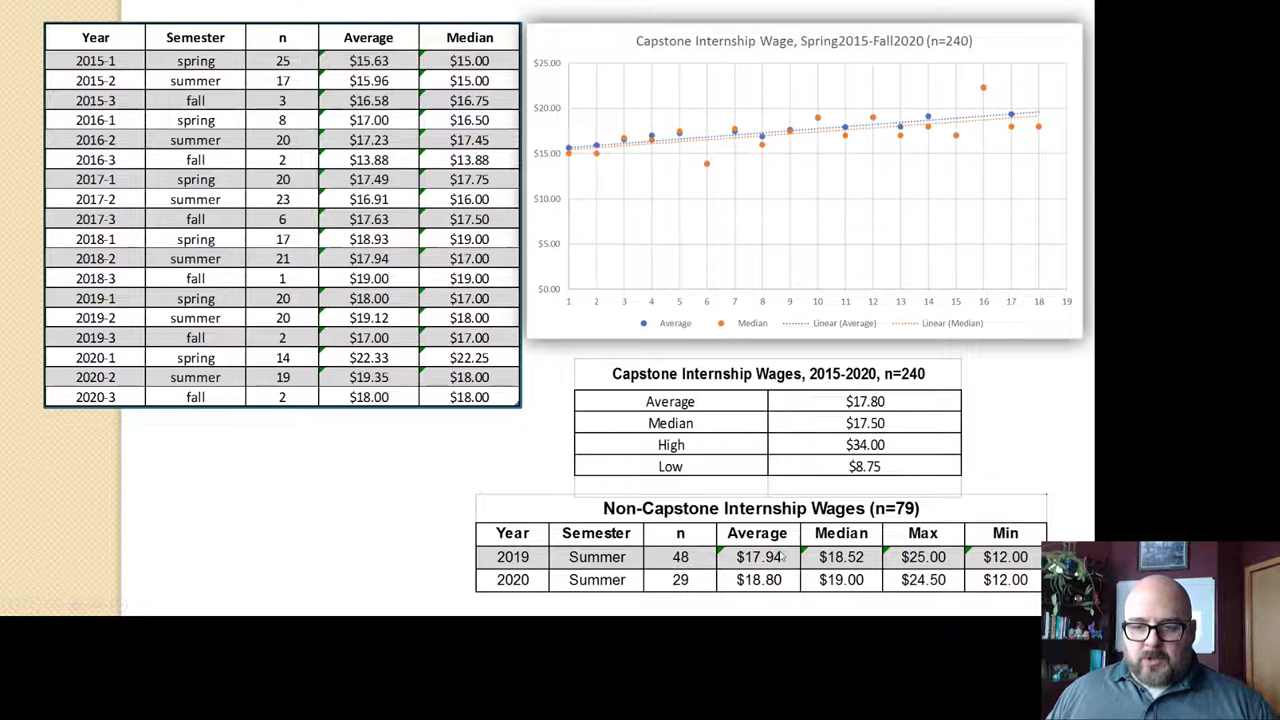 Year Semester n Average Median
2015-1 spring 25 $15.63 $15.00
2015-2 summer 17 $15.96 $15.00
2015-3 fall 3 $16.58 $16.75
2016-1 spring 8 $17.00 $16.50
2016-2 summer 20 $17.23 $17.45
2016-3 fall 2 $13.88 $13.88
2017-1 spring 20 $17.49 $17.75
2017-2 summer 23 $16.91 $16.00
2017-3 fall 6 $17.63 $17.50
2018-1 spring 17 $18.93 $19.00
2018-2 summer 21 $17.94 $17.00
2018-3 fall 1 $19.00 $19.00
2019-1 spring 20 $18.00 $17.00
2019-2 summer 20 $19.12 $18.00
2019-3 fall 2 $17.00 $17.00
2020-1 spring 14 $22.33 $22.25
2020-2 summer 19 $19.35 $18.00
2020-3 fall 2 $18.00 $18.00
Capstone Internship Wage, Spring2015-Fall2020 (n=240)
$25.00
$20.00
$15.00
$10.00
$5.00
$0.00
1 2 3 4 5 6 7 8 9 10 11 12 13 14 15 16 17 18 19
Average Median Linear (Average) Linear (Median)
Capstone Internship Wages, 2015-2020, n=240
Average $17.80
Median $17.50
High $34.00
Low $8.75
Non-Capstone Internship Wages (n=79)
Year Semester n Average Median Max Min
2019 Summer 48 $17.94 $18.52 $25.00 $12.00
2020 Summer 29 $18.80 $19.00 $24.50 $12.00